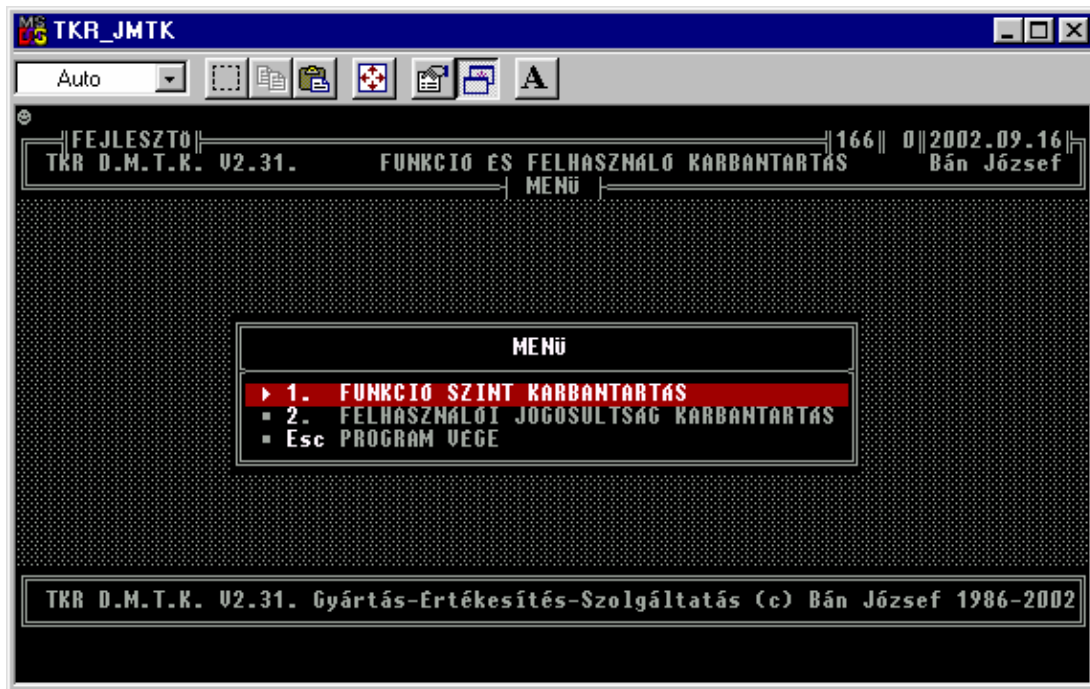 TKR_JMTK
Auto
A
FEJLESZTŐ 166 0 2002.09.16
TKR D.M.T.K. V2.31. FUNKCIÓ ÉS FELHASZNÁLÓ KARBANTARTÁS Bán József
MENÜ
MENÜ
1. FUNKCIÓ SZINT KARBANTARTÁS
2. FELHASZNÁLÓI JOGOSULTSÁG KARBANTARTÁS
Esc PROGRAM VÉGE
TKR D.M.T.K. V2.31. Gyártás-Értékesítés-Szolgáltatás (c) Bán József 1986-2002